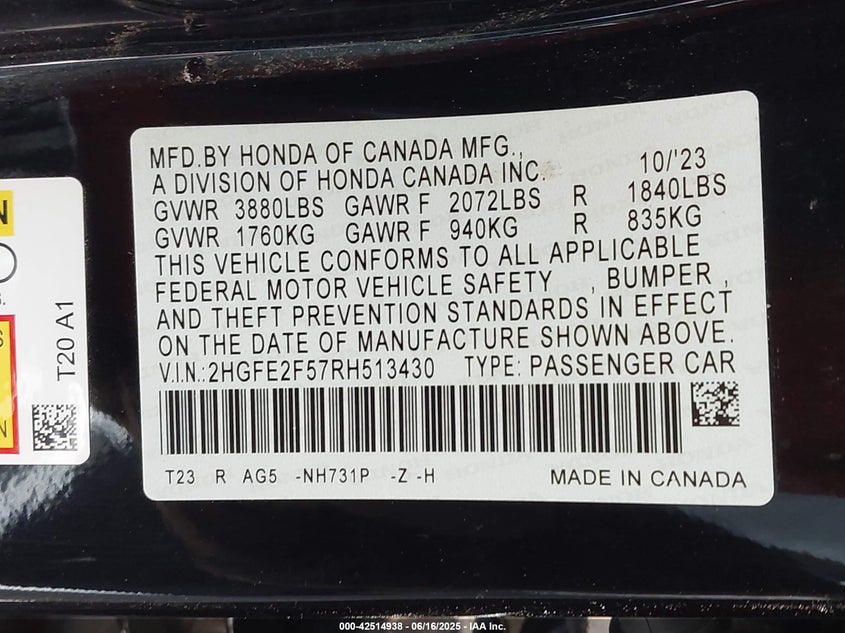 MFD.BY HONDA OF CANADA MFG.,
A DIVISION OF HONDA CANADA INC. 10/'23
GVWR 3880LBS GAWR F 2072LBS R 1840LBS
GVWR 1760KG GAWR F 940KG R 835KG
THIS VEHICLE CONFORMS TO ALL APPLICABLE
FEDERAL MOTOR VEHICLE SAFETY , BUMPER ,
AND THEFT PREVENTION STANDARDS IN EFFECT
ON THE DATE OF MANUFACTURE SHOWN ABOVE.
V.I.N.:2HGFE2F57RH513430 TYPE: PASSENGER CAR
T23 R AG5 -NH731P -Z -H MADE IN CANADA
T20 A1
000-42514938 - 06/16/2025 - IAA Inc.